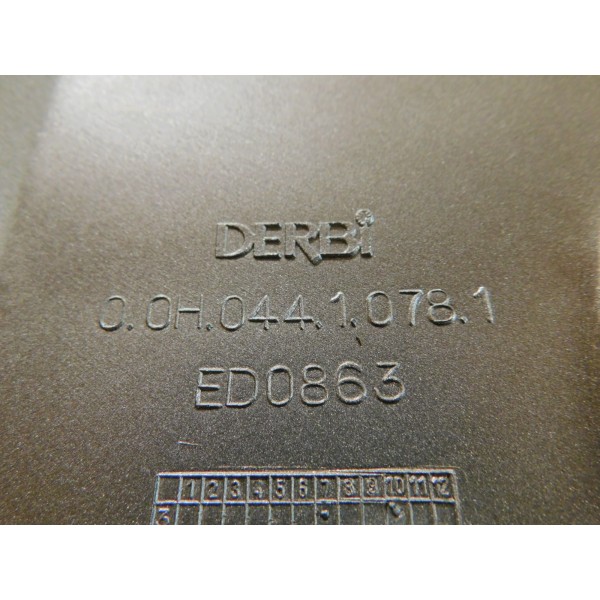 DERBi
0.0H.044.1.078.1
ED0863
1 2 3 4 5 6 7 8 9 10 11 12
3